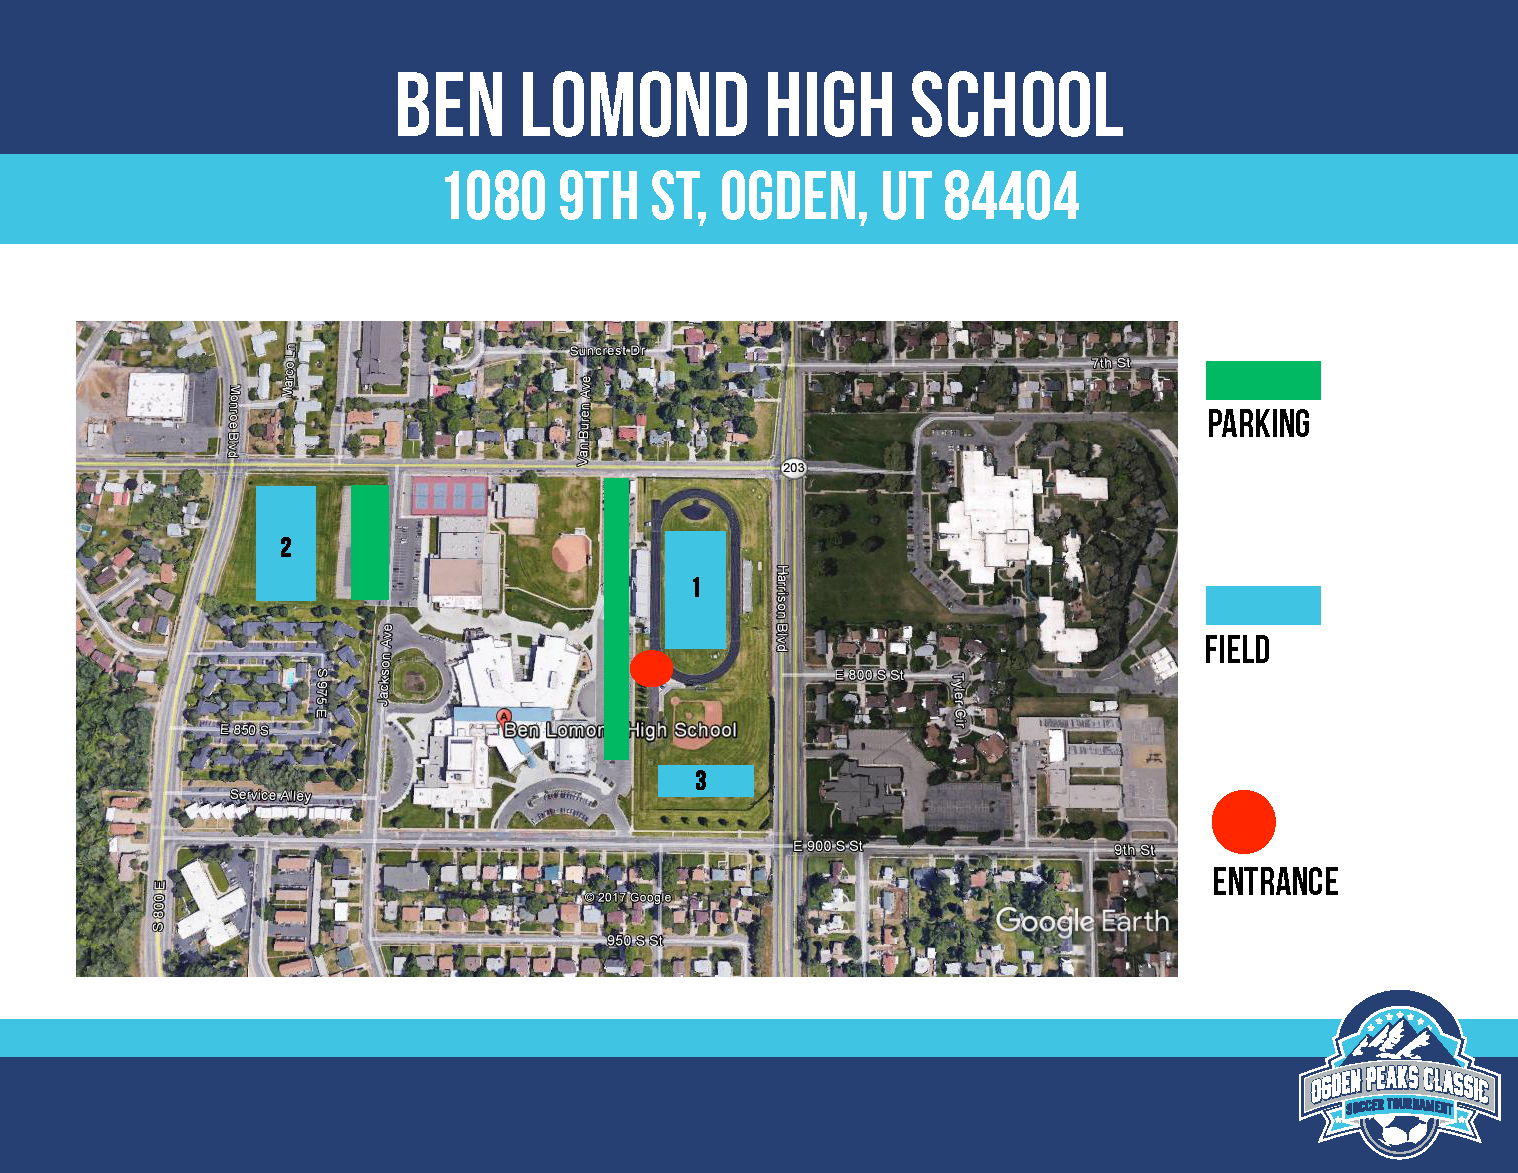 BEN LOMOND HIGH SCHOOL
1080 9TH ST, OGDEN, UT 84404
Suncrest Dr
7th St
Marco Ln
Monroe Blvd
Van Buren Ave
203
PARKING
2
1
Harrison Blvd
Jackson Ave
FIELD
S 975 E
E 800 S St
Tyler Cir
E 850 S
A
Ben Lomon High School
3
Service Alley
E 900 S St
9th St
ENTRANCE
S 800 E
© 2017 Google
Google Earth
950 S St
OGDEN PEAKS CLASSIC
SOCCER TOURNAMENT